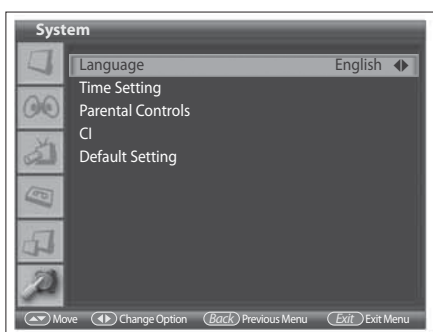 System
Language English
Time Setting
Parental Controls
CI
Default Setting
Move Change Option Back Previous Menu Exit Exit Menu